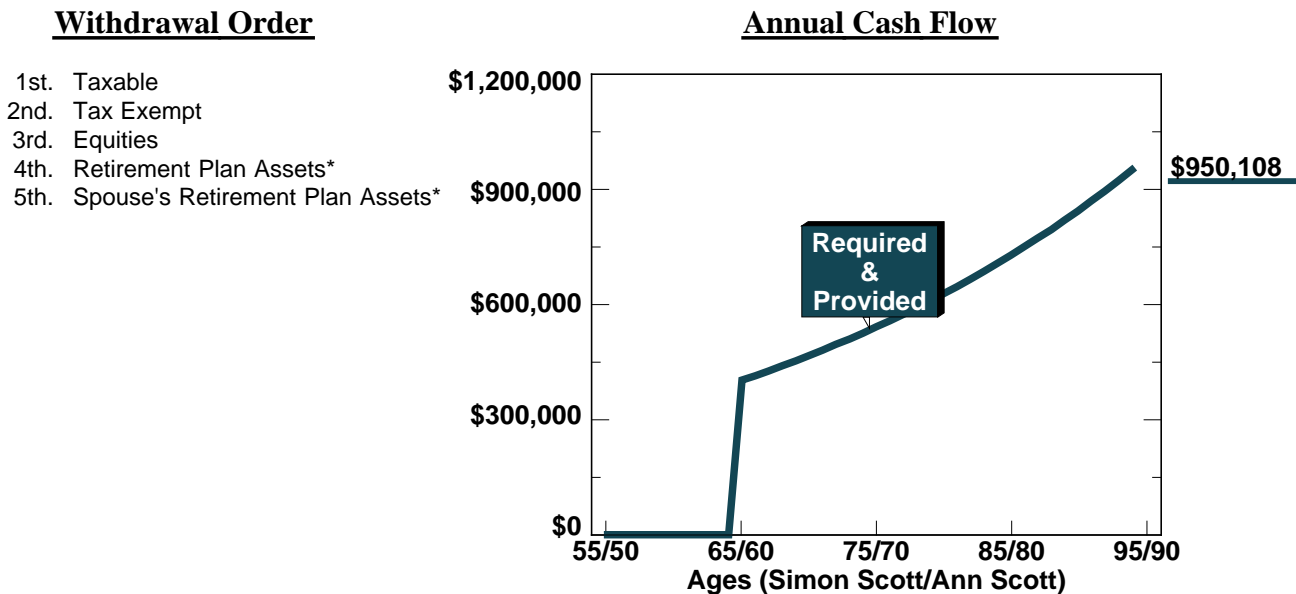 Withdrawal Order
1st. Taxable
2nd. Tax Exempt
3rd. Equities
4th. Retirement Plan Assets*
5th. Spouse's Retirement Plan Assets*
Annual Cash Flow
$1,200,000
$900,000
$600,000
$300,000
$0
Required
&
Provided
$950,108
55/50 65/60 75/70 85/80 95/90
Ages (Simon Scott/Ann Scott)